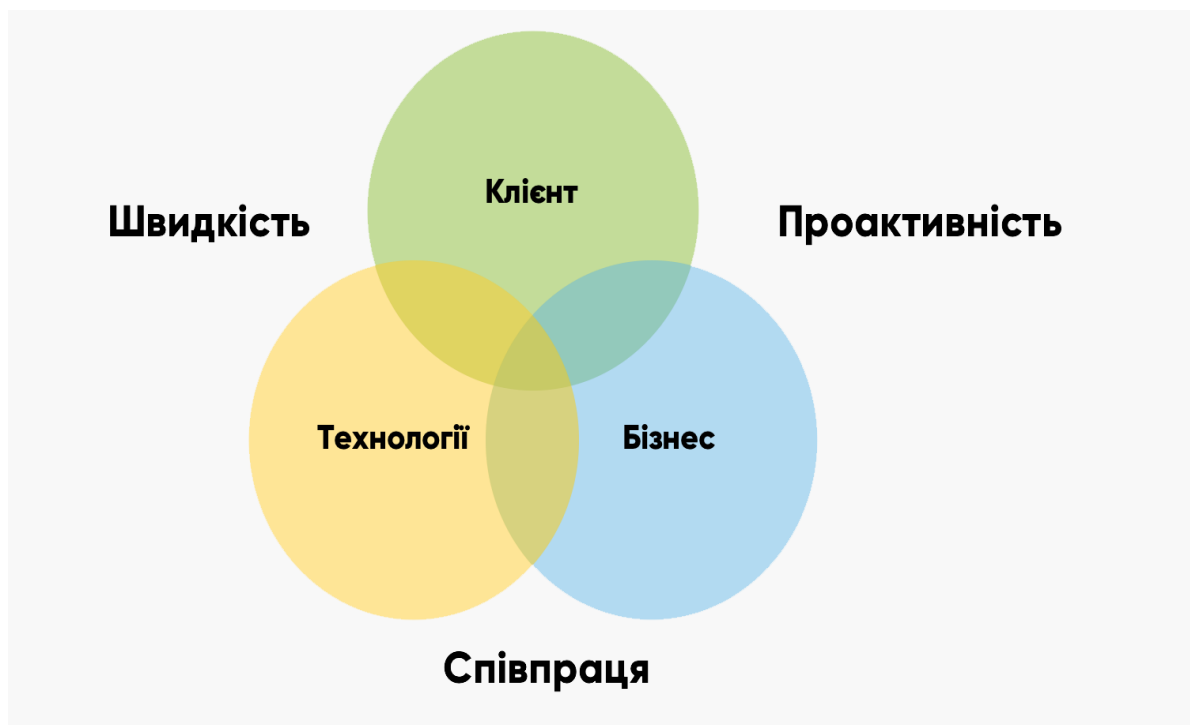 Клієнт
Швидкість
Проактивність
Технології
Бізнес
Співпраця